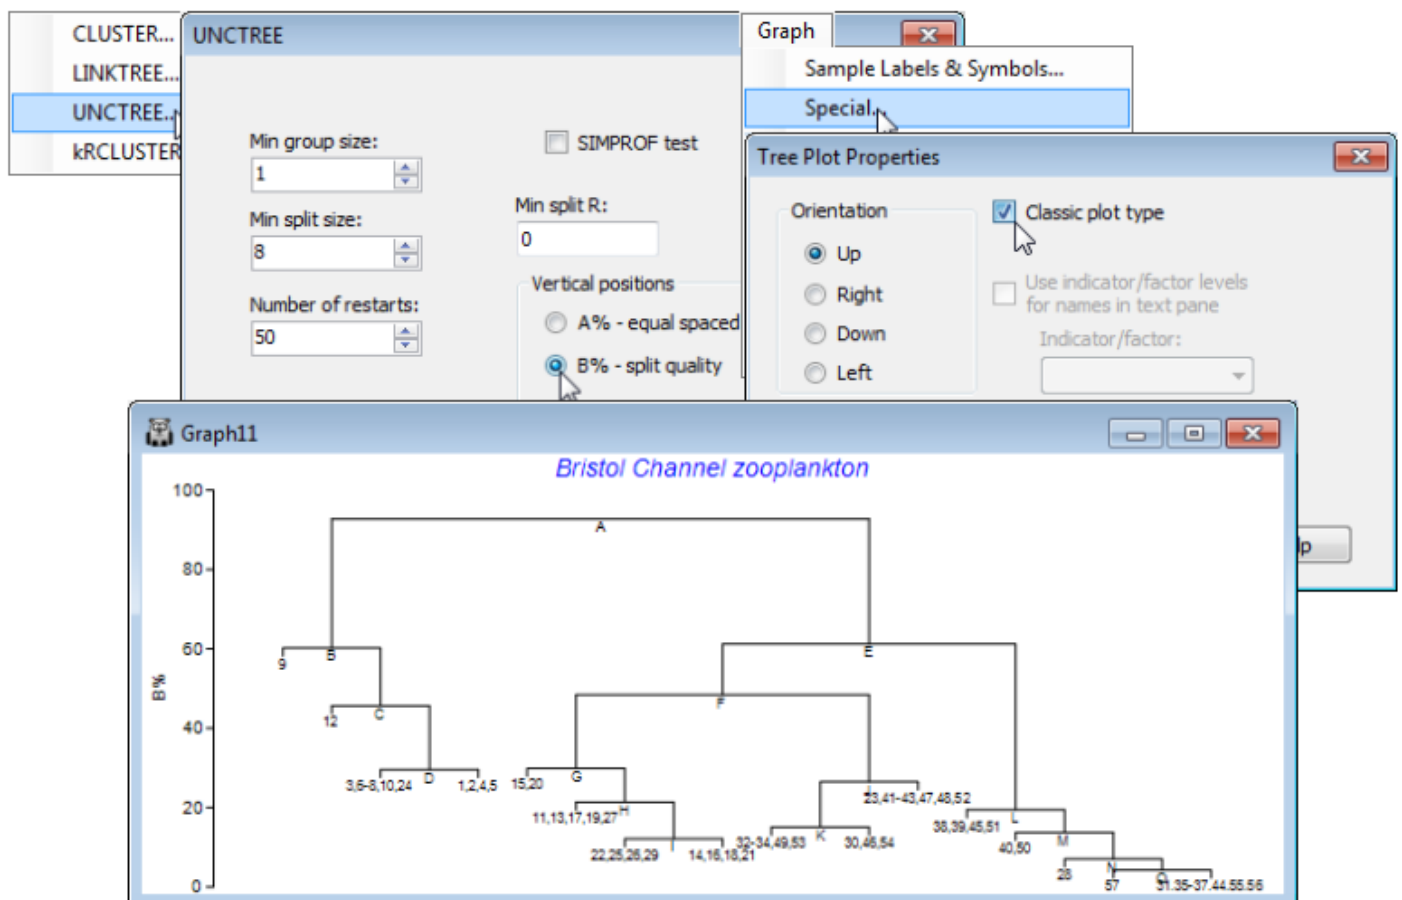 CLUSTER...
LINKTREE...
UNCTREE...
kRCLUSTER
UNCTREE
Min group size:
1
Min split size:
8
Number of restarts:
50
SIMPROF test
Min split R:
0
Vertical positions
A% - equal spaced
B% - split quality
Graph
Sample Labels & Symbols...
Special...
Tree Plot Properties
Orientation
Up
Right
Down
Left
Classic plot type
Use indicator/factor levels
for names in text pane
Indicator/factor:
lp
Graph11
Bristol Channel zooplankton
100
80
60
40
20
0
B%
A
B
9
E
C
12
F
D
3,6-8,10,24
1,2,4,5
G
15,20
H
11,13,17,19,27
I
22,25,26,29
14,16,18,21
23,41-43,47,48,52
K
32-34,49,53
30,46,54
L
38,39,45,51
M
40,50
N
28
57
31,35-37,44,55,56